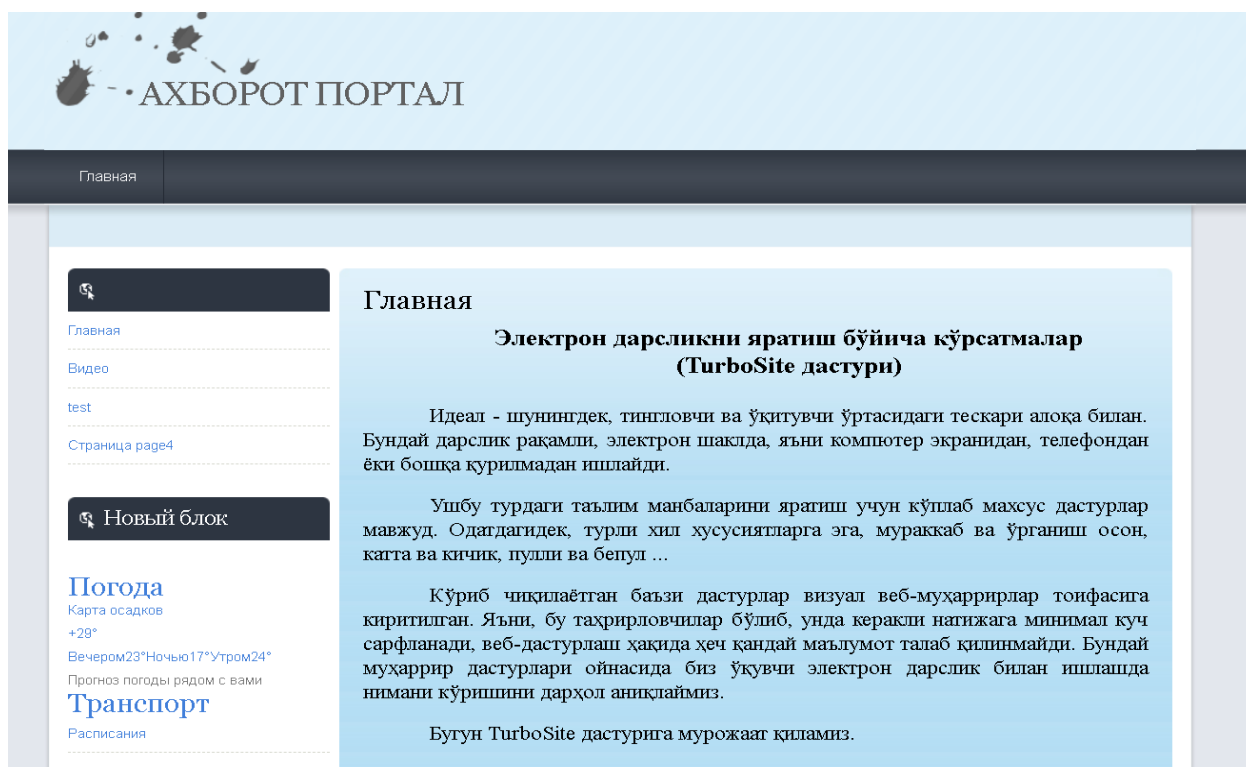 АХБОРОТ ПОРТАЛ
Главная
Главная
Видео
test
Страница page4
Новый блок
Погода
Карта осадков
+29°
Вечером23°Ночью17°Утром24°
Прогноз погоды рядом с вами
Транспорт
Расписания
Главная
Электрон дарсликни яратиш бўйича кўрсатмалар
(TurboSite дастури)
Идеал - шунингдек, тингловчи ва ўқитувчи ўртасидаги тескари алоқа билан.
Бундай дарслик рақамли, электрон шаклда, яъни компютер экранидан, телефондан
ёки бошқа қурилмадан ишлайди.
Ушбу турдаги таълим манбаларини яратиш учун кўплаб махсус дастурлар
мавжуд. Одатдагидек, турли хил хусусиятларга эга, мураккаб ва ўрганиш осон,
катта ва кичик, пулли ва бепул ...
Кўриб чиқилаётган баъзи дастурлар визуал веб-муҳаррирлар тоифасига
киритилган. Яъни, бу таҳрирловчилар бўлиб, унда керакли натижага минимал куч
сарфланади, веб-дастурлаш ҳақида ҳеч қандай маълумот талаб қилинмайди. Бундай
муҳаррир дастурлари ойнасида биз ўқувчи электрон дарслик билан ишлашда
нимани кўришини дарҳол аниқлаймиз.
Бугун TurboSite дастурига мурожаат қиламиз.